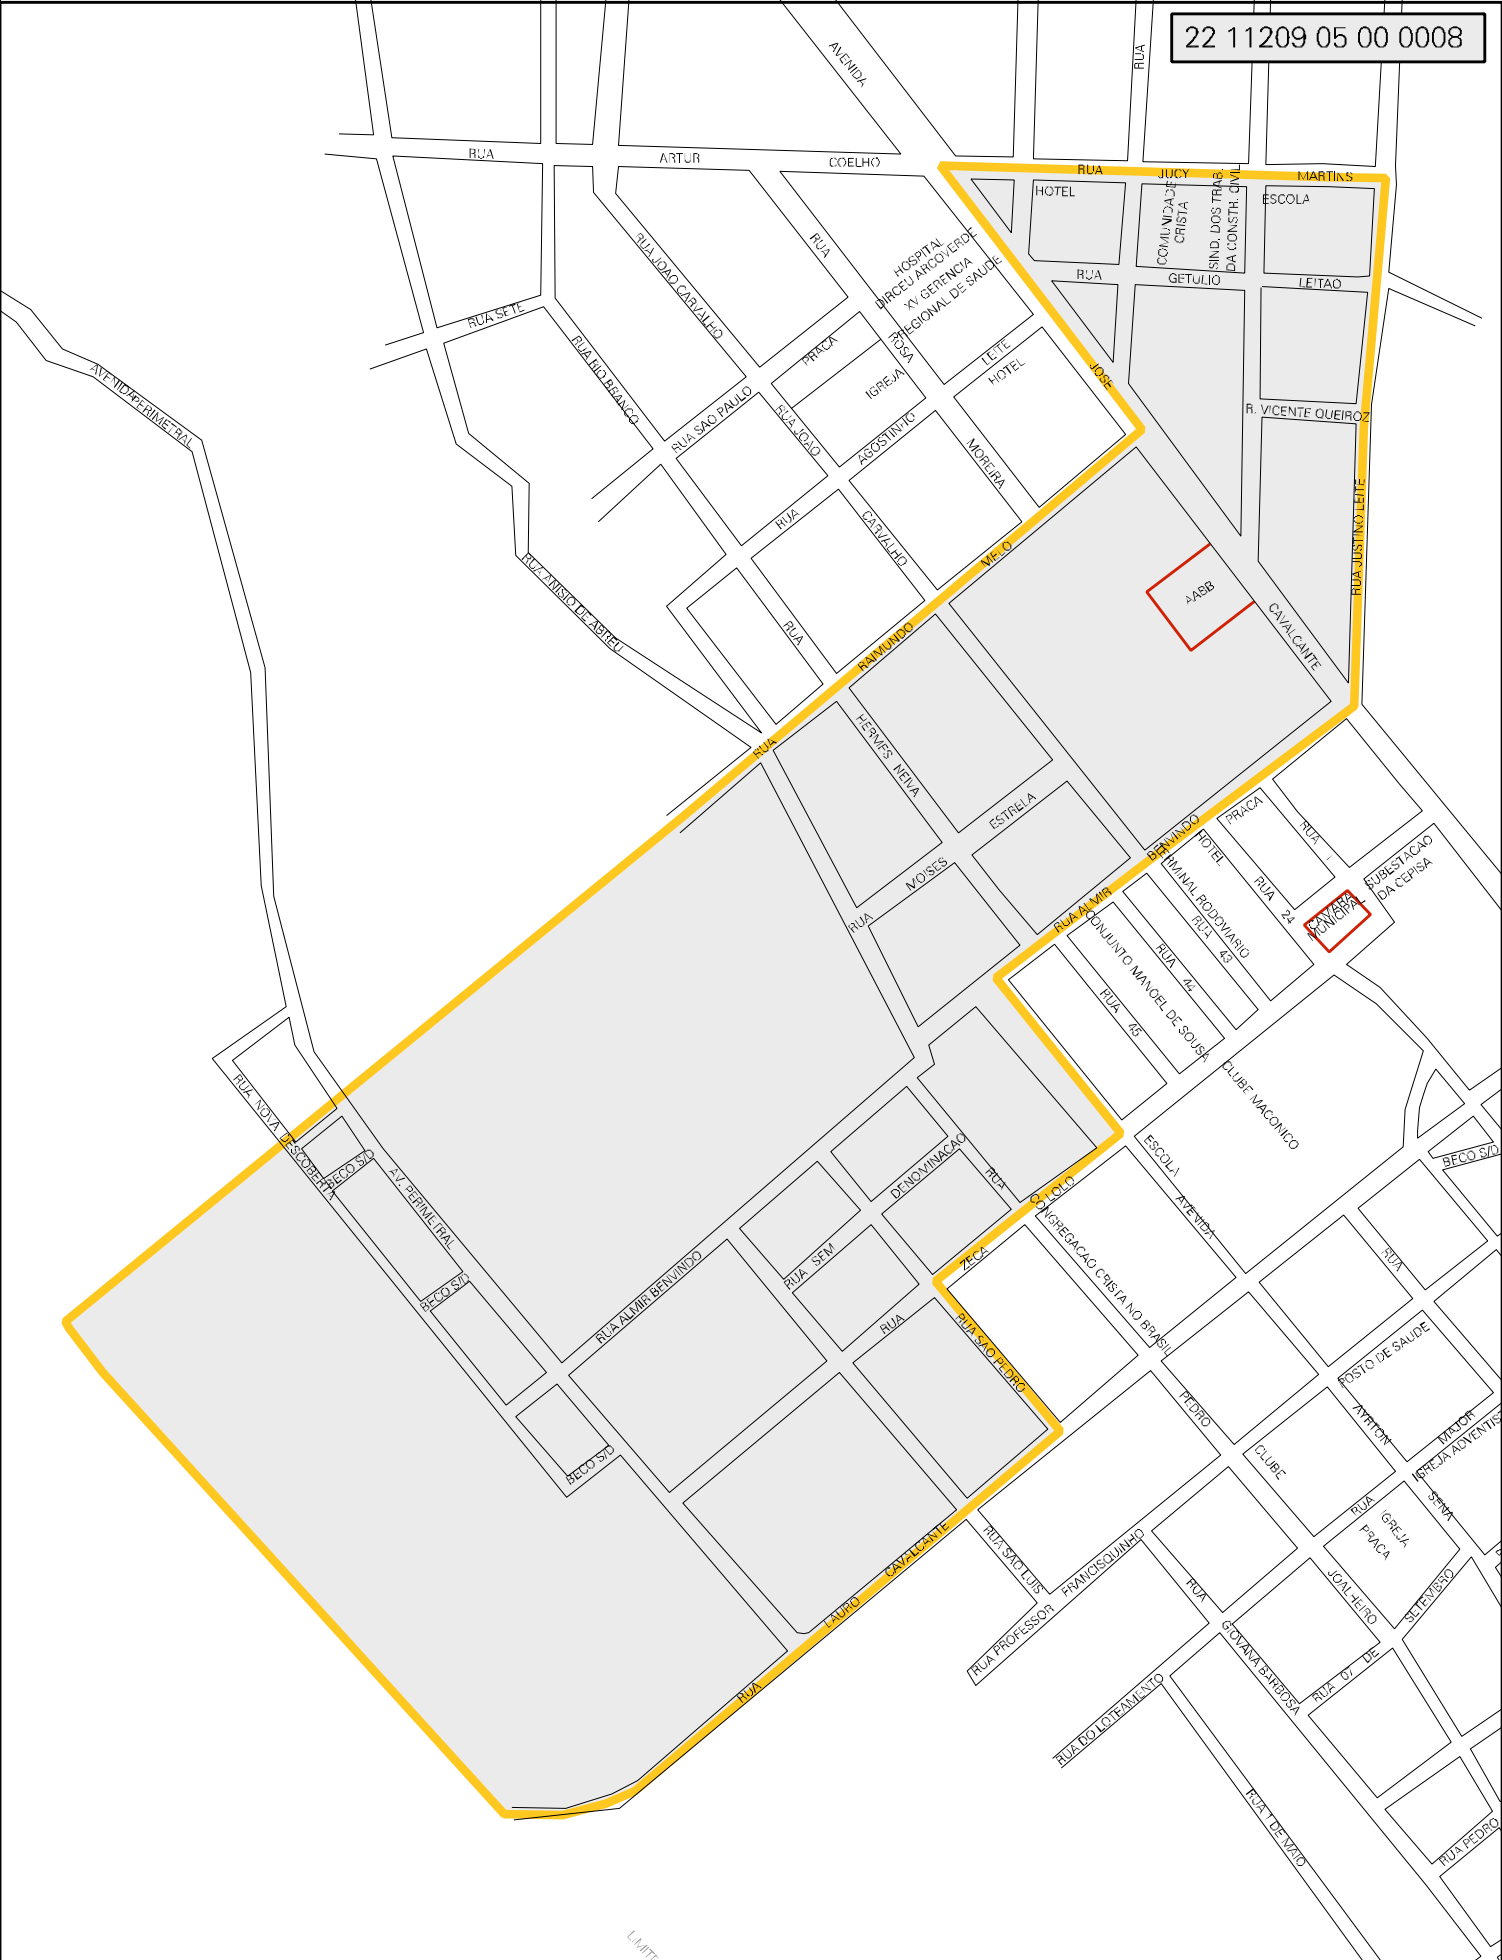 22 11209 05 00 0008
AVENIDA
RUA
RUA
ARTUR
COELHO
RUA
JUCY
MARTINS
HOTEL
COMUNIDADE
CRISTA
SIND. DOS TRAB.
DA CONSTR. CIVIL
ESCOLA
RUA JOAO CARVALHO
RUA
HOSPITAL
DIRCEU ARCOVERDE
XV GERENCIA
REGIONAL DE SAUDE
RUA
GETULIO
LEITAO
RUA SETE
RUA RIO BRANCO
PRACA
ROSA
IGREJA
LEITE
HOTEL
JOSE
AVENIDA
PERIMETRAL
RUA SAO PAULO
RUA JOAO
AGOSTINHO
MOREIRA
R. VICENTE QUEIROZ
RUA JUSTINO LEITE
RUA
CARVALHO
MELO
AABB
CAVALCANTE
RUA ANISIO DE ABREU
RUA
RAIMUNDO
RUA
HERMES NEIVA
ESTRELA
MOISES
RUA
BENVINDO
PRACA
RUA
HOTEL
TERMINAL RODOVIARIO
RUA 24
SUBESTACAO
DA CEPISA
CAMARA
MUNICIPAL
RUA ALMIR
CONJUNTO MANOEL DE SOUSA
RUA 43
RUA 44
RUA 45
CLUBE MACONICO
RUA NOVA DESCOBERTA
BECO S/D
AV. PERIMETRAL
BECO S/D
DENOMINACAO
RUA
ESCOLA
AVENIDA
BECO S/D
LOLO
CONGREGACAO CRISTA NO BRASIL
ZECA
RUA SEM
RUA ALMIR BENVINDO
RUA
RUA SAO PEDRO
RUA
POSTO DE SAUDE
PEDRO
AYRTON
MAJOR
IGREJA ADVENTIST
BECO S/D
CLUBE
SENA
RUA
IGREJA
PRACA
CAVALCANTE
RUA SAO LUIS
FRANCISQUINHO
RUA PROFESSOR
RUA
JOALHEIRO
SETEMBRO
LAURO
GIOVANA BARBOSA
RUA 07 DE
RUA
RUA DO LOTEAMENTO
RUA 1 DE MAIO
RUA PEDRO
LIMITE